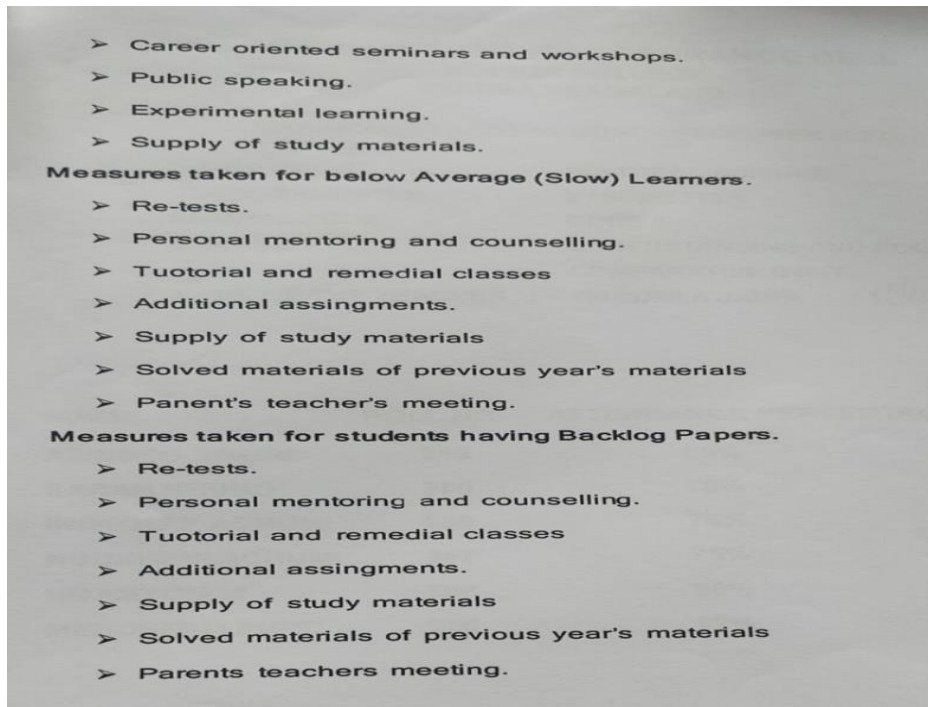 ➤ Career oriented seminars and workshops.
➤ Public speaking.
➤ Experimental learning.
➤ Supply of study materials.
Measures taken for below Average (Slow) Learners.
➤ Re-tests.
➤ Personal mentoring and counselling.
➤ Tuotorial and remedial classes
➤ Additional assingments.
➤ Supply of study materials
➤ Solved materials of previous year's materials
➤ Panent's teacher's meeting.
Measures taken for students having Backlog Papers.
➤ Re-tests.
➤ Personal mentoring and counselling.
➤ Tuotorial and remedial classes
➤ Additional assingments.
➤ Supply of study materials
➤ Solved materials of previous year's materials
➤ Parents teachers meeting.